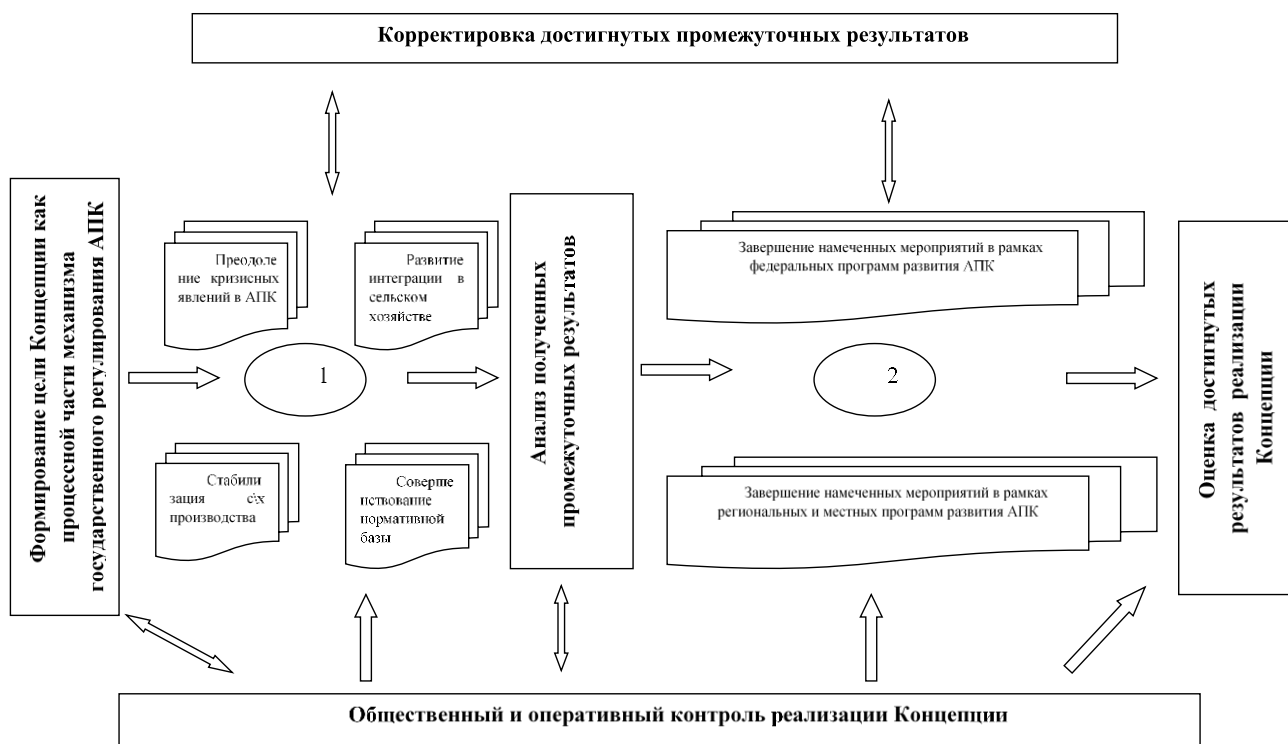 Корректировка достигнутых промежуточных результатов
Формирование цели Концепции как
процессной части механизма
государственного регулирования АПК
Преодоле
ние кризисных
явлений в АПК
Развитие
интеграции в
сельском
хозяйстве
1
Стабили
зация с\х
производства
Соверше
нствование
нормативной
базы
Анализ полученных
промежуточных результатов
Завершение намеченных мероприятий в рамках
федеральных программ развития АПК
2
Завершение намеченных мероприятий в рамках
региональных и местных программ развития АПК
Оценка достигнутых
результатов реализации
Концепции
Общественный и оперативный контроль реализации Концепции